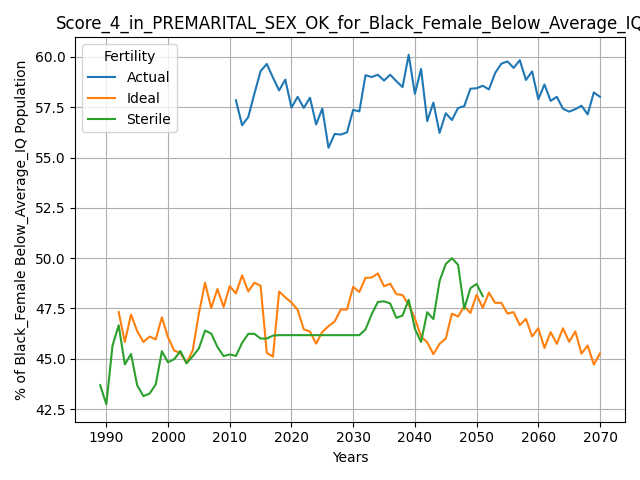 Score_4_in_PREMARITAL_SEX_OK_for_Black_Female_Below_Average_IQ
Fertility
Actual
Ideal
Sterile
% of Black_Female Below_Average_IQ Population
60.0
57.5
55.0
52.5
50.0
47.5
45.0
42.5
1990 2000 2010 2020 2030 2040 2050 2060 2070
Years